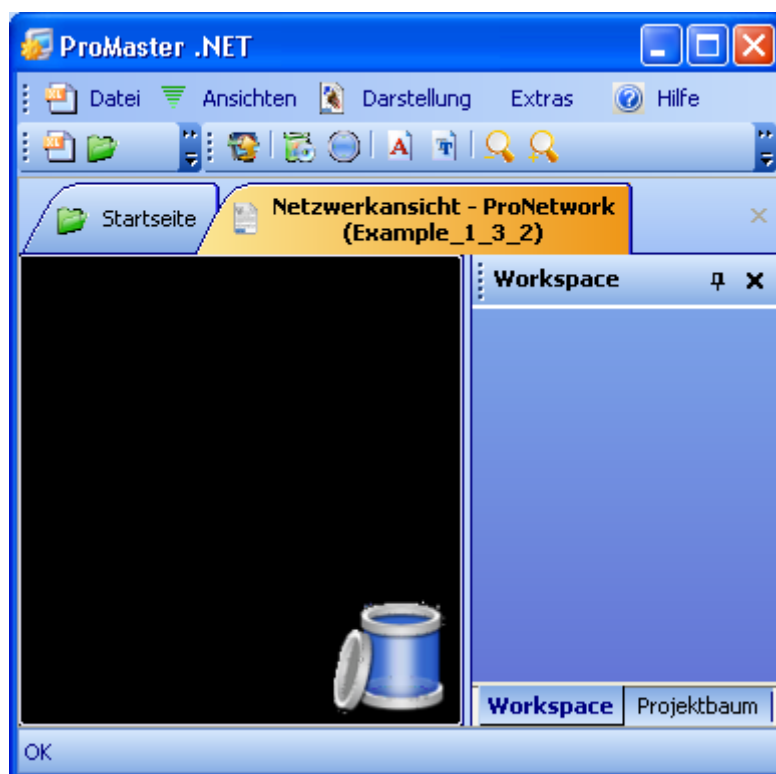 ProMaster .NET
Datei Ansichten Darstellung Extras Hilfe
Startseite
Netzwerkansicht - ProNetwork
(Example_1_3_2)
Workspace
Workspace Projektbaum
OK